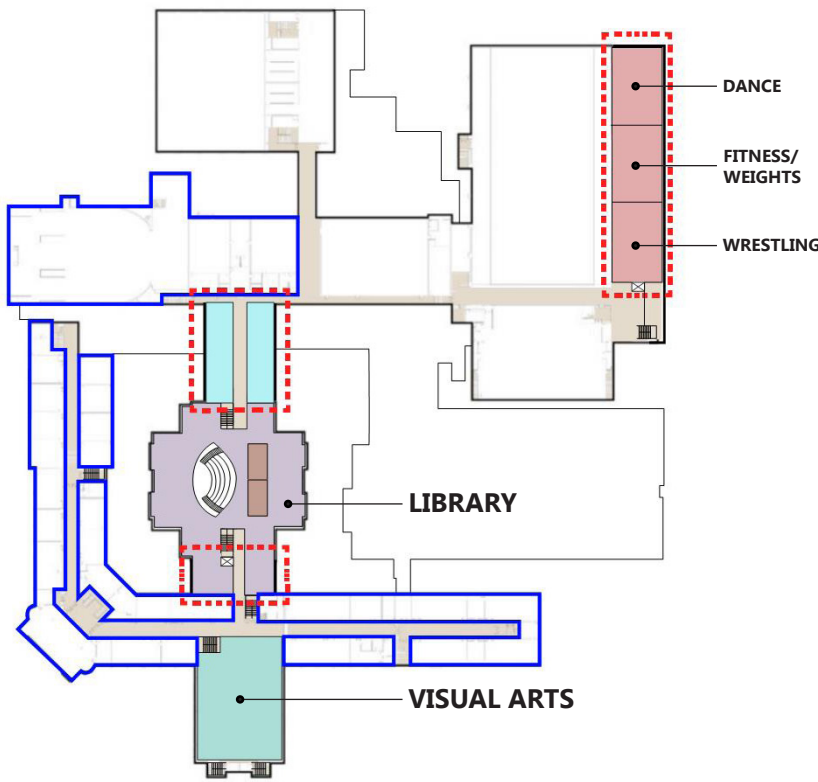 DANCE
FITNESS/
WEIGHTS
WRESTLING
LIBRARY
VISUAL ARTS